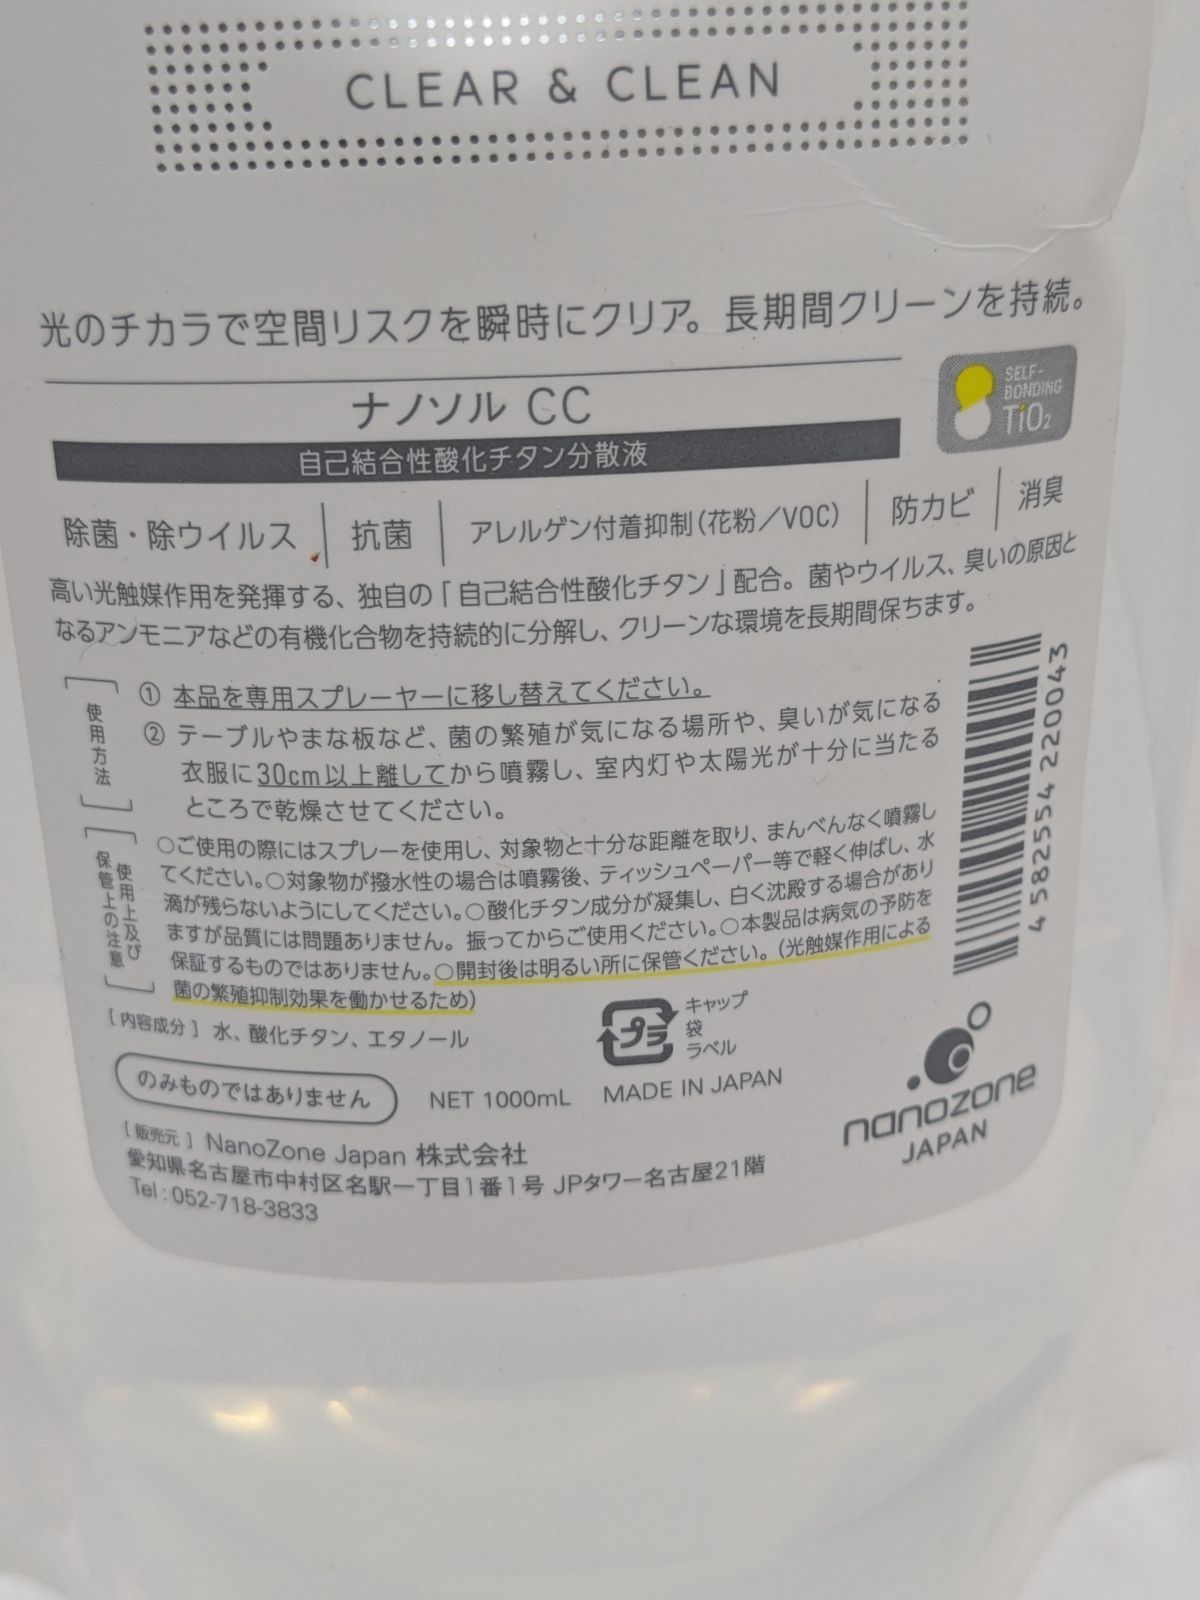 CLEAR & CLEAN
光のチカラで空間リスクを瞬時にクリア。長期間クリーンを持続。
ナノソル CC
自己結合性酸化チタン分散液
SELF-
BONDING
TiO2
除菌・除ウイルス
抗菌
アレルゲン付着抑制(花粉/VOC)
防カビ
消臭
高い光触媒作用を発揮する、独自の「自己結合性酸化チタン」配合。菌やウイルス、臭いの原因と
なるアンモニアなどの有機化合物を持続的に分解し、クリーンな環境を長期間保ちます。
使用方法
① 本品を専用スプレーヤーに移し替えてください。
② テーブルやまな板など、菌の繁殖が気になる場所や、臭いが気になる
衣服に30cm以上離してから噴霧し、室内灯や太陽光が十分に当たる
ところで乾燥させてください。
使用上及び
保管上の注意
○ご使用の際にはスプレーを使用し、対象物と十分な距離を取り、まんべんなく噴霧し
てください。○対象物が撥水性の場合は噴霧後、ティッシュペーパー等で軽く伸ばし、水
滴が残らないようにしてください。○酸化チタン成分が凝集し、白く沈殿する場合があり
ますが品質には問題ありません。振ってからご使用ください。○本製品は病気の予防を
保証するものではありません。○開封後は明るい所に保管ください。(光触媒作用による
菌の繁殖抑制効果を働かせるため)
[内容成分] 水、酸化チタン、エタノール
プラ
キャップ
袋
ラベル
のみものではありません
NET 1000mL
MADE IN JAPAN
[販売元] NanoZone Japan 株式会社
愛知県名古屋市中村区名駅一丁目1番1号 JPタワー名古屋21階
Tel:052-718-3833
4582554220043
nanozone
JAPAN